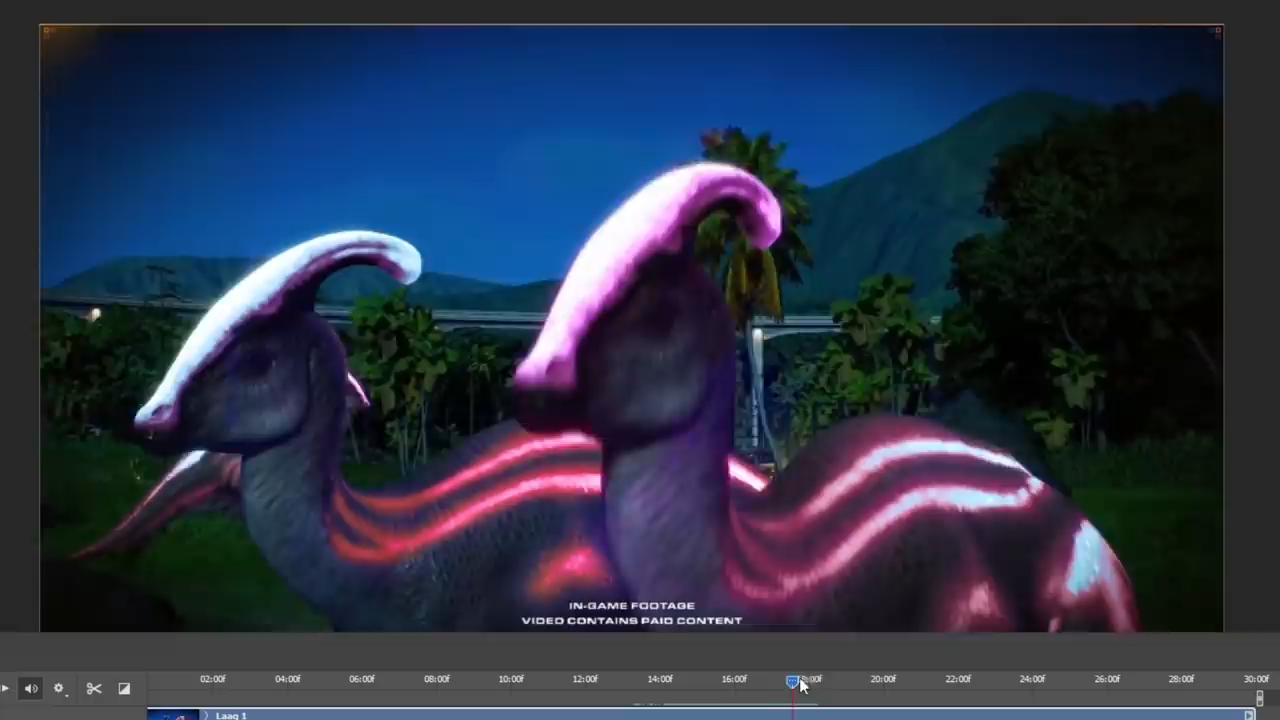 IN-GAME FOOTAGE
VIDEO CONTAINS PAID CONTENT
02:00f 04:00f 06:00f 08:00f 10:00f 12:00f 14:00f 16:00f 20:00f 22:00f 24:00f 26:00f 28:00f 30:00f
Laag 1